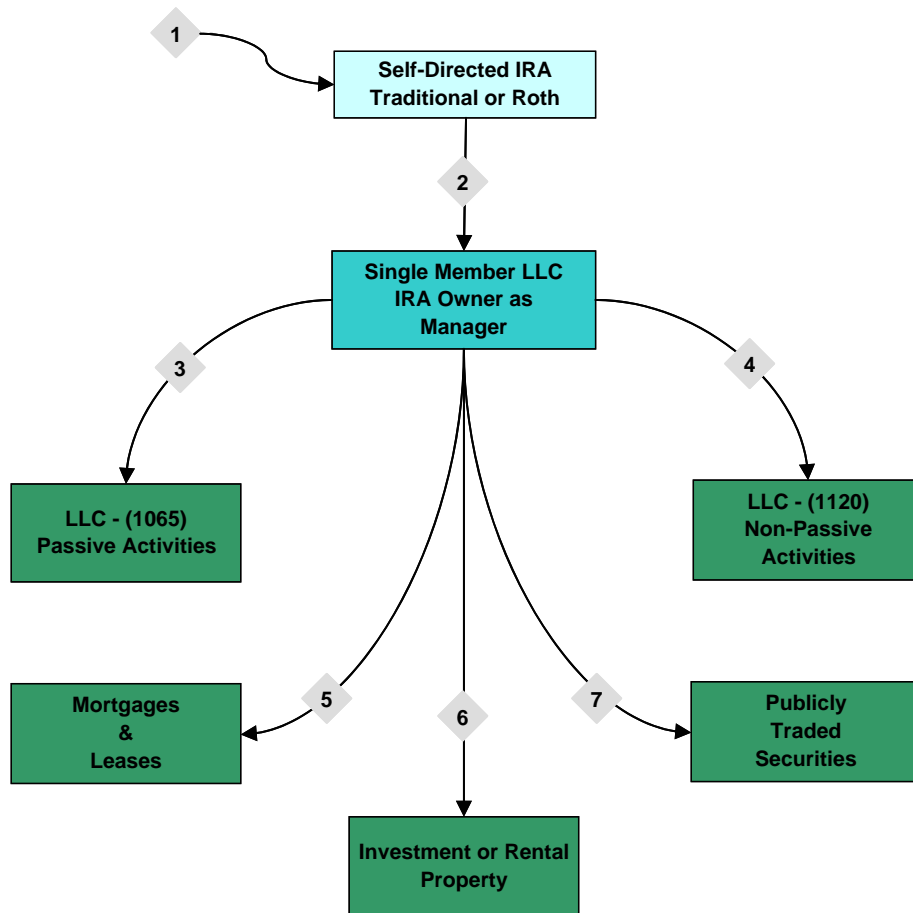 1
Self-Directed IRA
Traditional or Roth
2
Single Member LLC
IRA Owner as
Manager
3
4
LLC - (1065)
Passive Activities
LLC - (1120)
Non-Passive
Activities
5
6
7
Mortgages
&
Leases
Publicly
Traded
Securities
Investment or Rental
Property